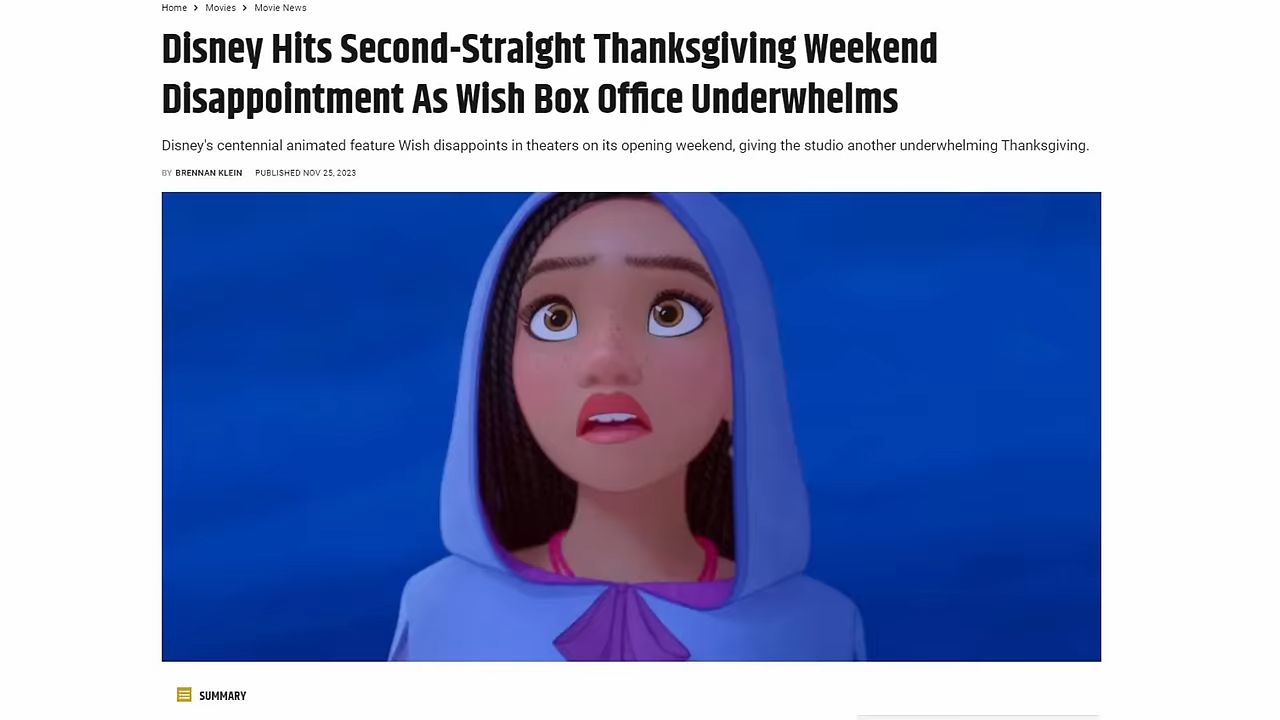 Home > Movies > Movie News
Disney Hits Second-Straight Thanksgiving Weekend
Disappointment As Wish Box Office Underwhelms
Disney's centennial animated feature Wish disappoints in theaters on its opening weekend, giving the studio another underwhelming Thanksgiving.
BY BRENNAN KLEIN PUBLISHED NOV 25, 2023
SUMMARY